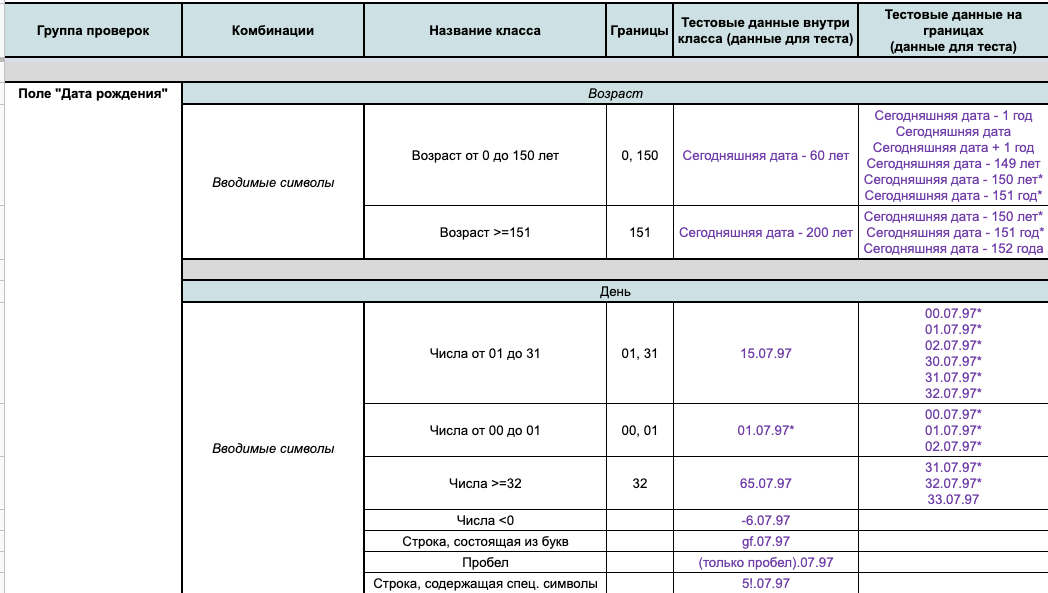 Группа проверок
Комбинации
Название класса
Границы
Тестовые данные внутри
класса (данные для теста)
Тестовые данные на
границах
(данные для теста)
Поле "Дата рождения"
Возраст
Вводимые символы
Возраст от 0 до 150 лет
0, 150
Сегодняшняя дата - 60 лет
Сегодняшняя дата - 1 год
Сегодняшняя дата
Сегодняшняя дата + 1 год
Сегодняшняя дата - 149 лет
Сегодняшняя дата - 150 лет*
Сегодняшняя дата - 151 год*
Возраст >=151
151
Сегодняшняя дата - 200 лет
Сегодняшняя дата - 150 лет*
Сегодняшняя дата - 151 год*
Сегодняшняя дата - 152 года
День
Вводимые символы
Числа от 01 до 31
01, 31
15.07.97
00.07.97*
01.07.97*
02.07.97*
30.07.97*
31.07.97*
32.07.97*
Числа от 00 до 01
00, 01
01.07.97*
00.07.97*
01.07.97*
02.07.97*
Числа >=32
32
65.07.97
31.07.97*
32.07.97*
33.07.97
Числа <0
-6.07.97
Строка, состоящая из букв
gf.07.97
Пробел
(только пробел).07.97
Строка, содержащая спец. символы
5!.07.97